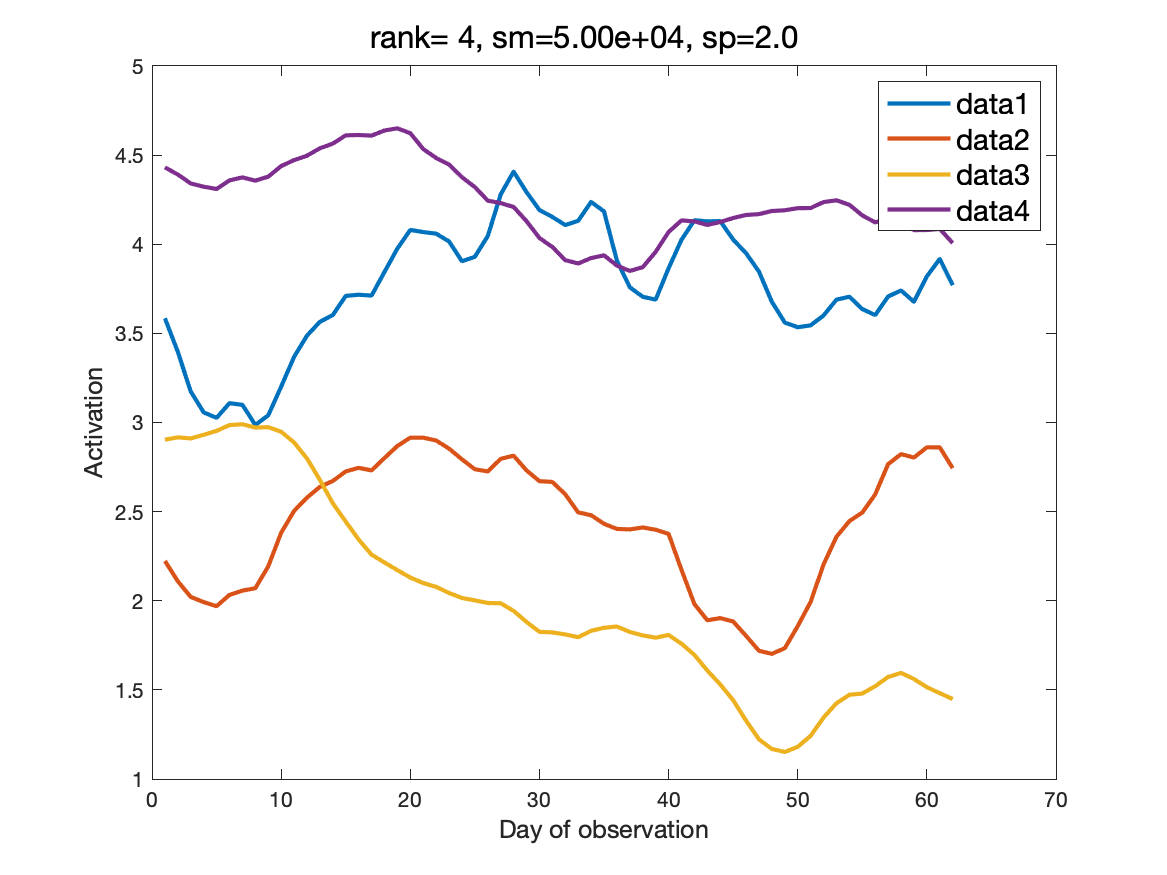 rank= 4, sm=5.00e+04, sp=2.0
5
4.5
4
3.5
3
2.5
2
1.5
1
Activation
data1
data2
data3
data4
0 10 20 30 40 50 60 70
Day of observation